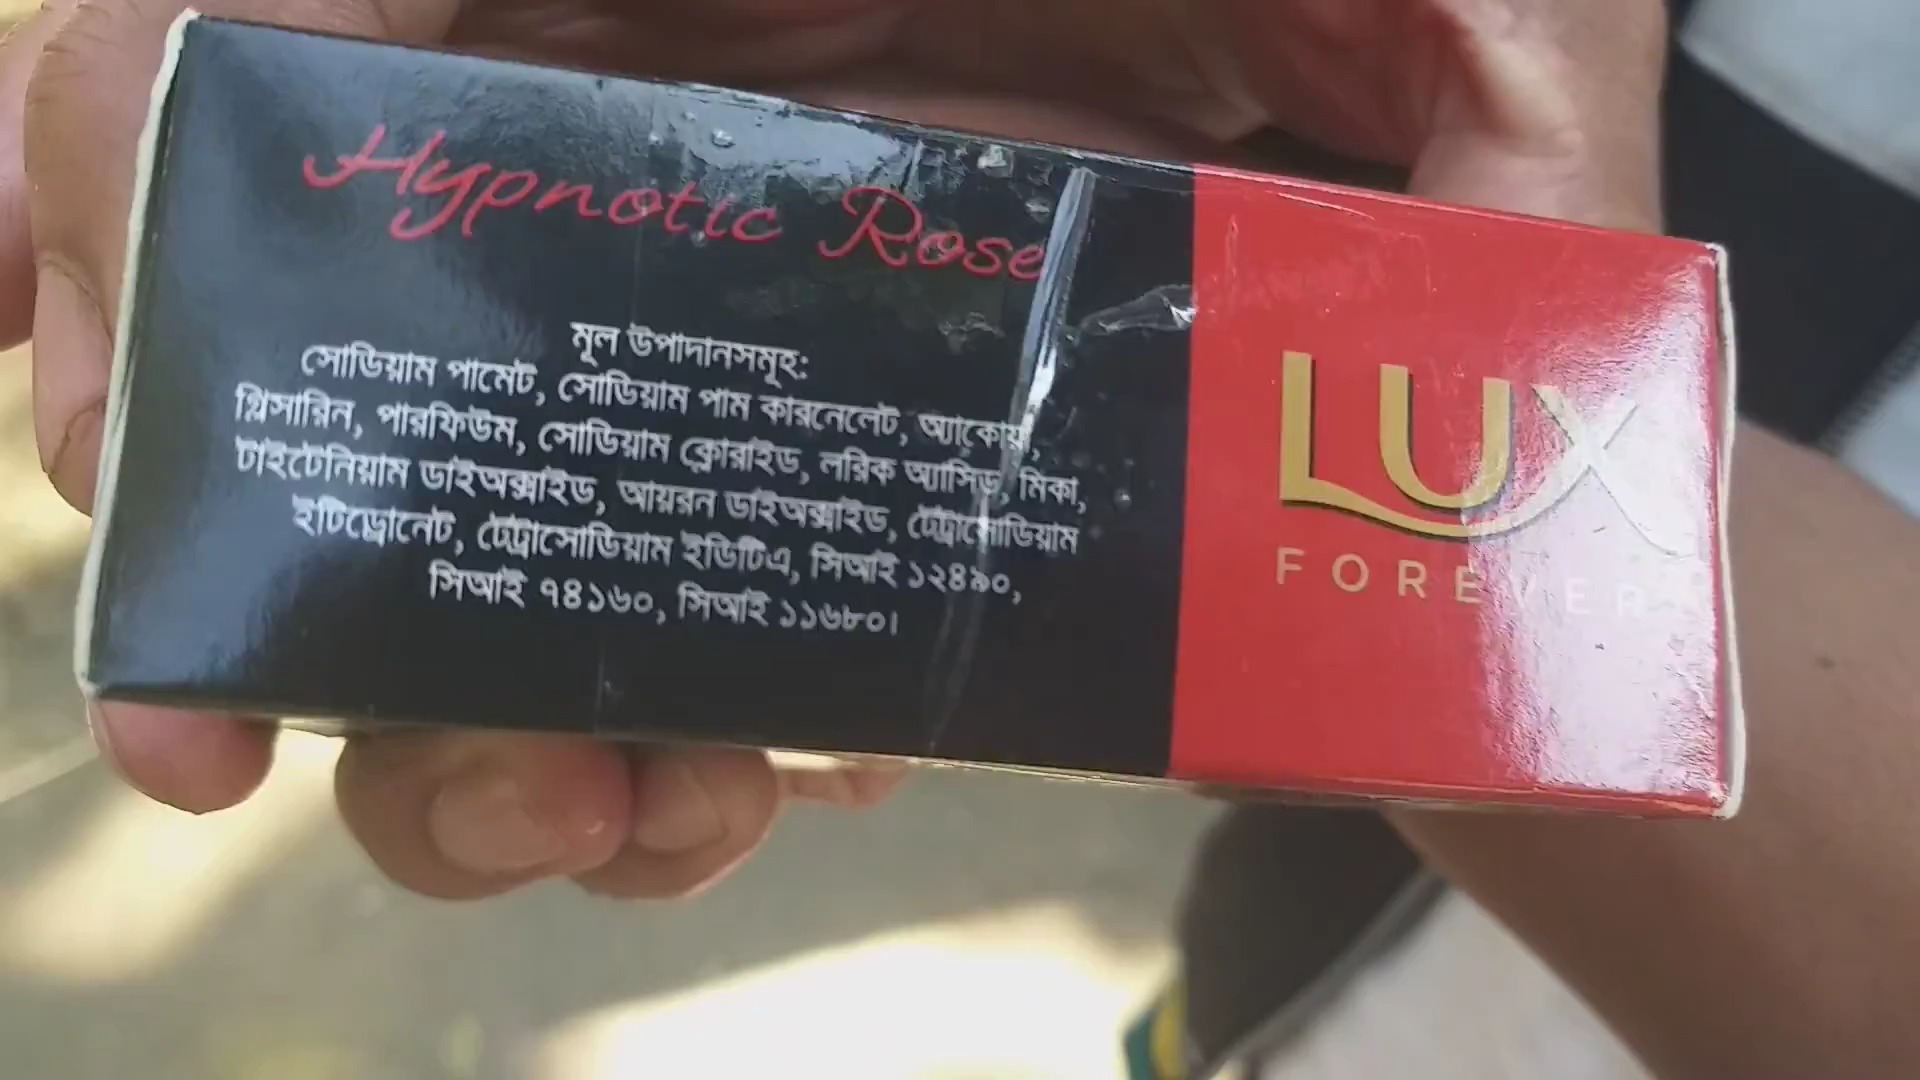 Hypnotic Rose
মূল উপাদানসমূহ:
সোডিয়াম পামেট, সোডিয়াম পাম কারনেলেট, অ্যাকোয়া,
গ্লিসারিন, পারফিউম, সোডিয়াম ক্লোরাইড, লরিক অ্যাসিড, মিকা,
টাইটেনিয়াম ডাইঅক্সাইড, আয়রন ডাইঅক্সাইড, টেট্রাসোডিয়াম
ইটিড্রোনেট, টেট্রাসোডিয়াম ইডিটিএ, সিআই ১২৪৯০,
সিআই ৭৪১৬০, সিআই ১১৬৮০।
LUX
FOREVER